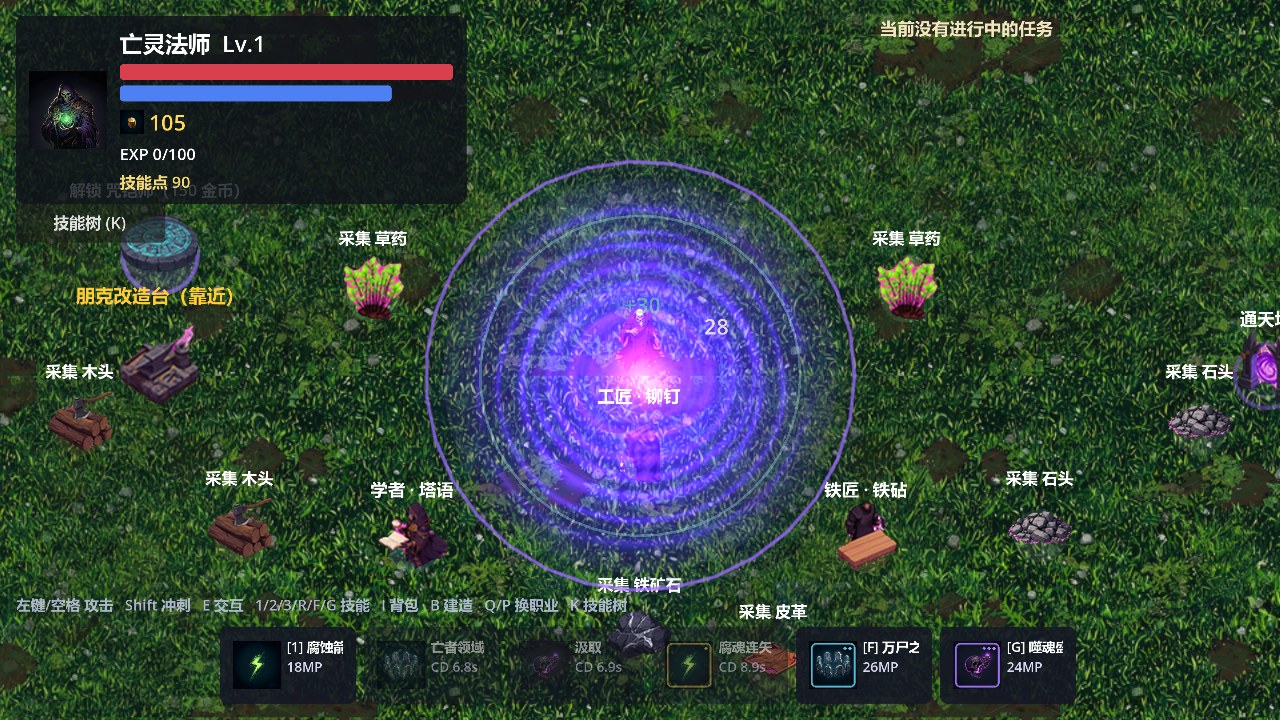 亡灵法师 Lv.1
当前没有进行中的任务
105
EXP 0/100
技能点 90
解锁
金币）
技能树 (K)
采集 草药
采集 草药
+30
28
朋克改造台（靠近）
通天
采集 木头
采集 石头
工匠·铆钉
采集 木头
学者·塔语
铁匠·铁砧
采集 石头
采集 铁矿石
左键/空格 攻击 Shift 冲刺 E 交互 1/2/3/R/F/G 技能 I 背包 B 建造 Q/P 换职业 K 技能树
采集 皮革
[1] 腐蚀
18MP
亡者领域
CD 6.8s
汲取
CD 6.9s
腐魂连矢
CD 8.9s
[F] 万尸之
26MP
[G] 噬魂
24MP